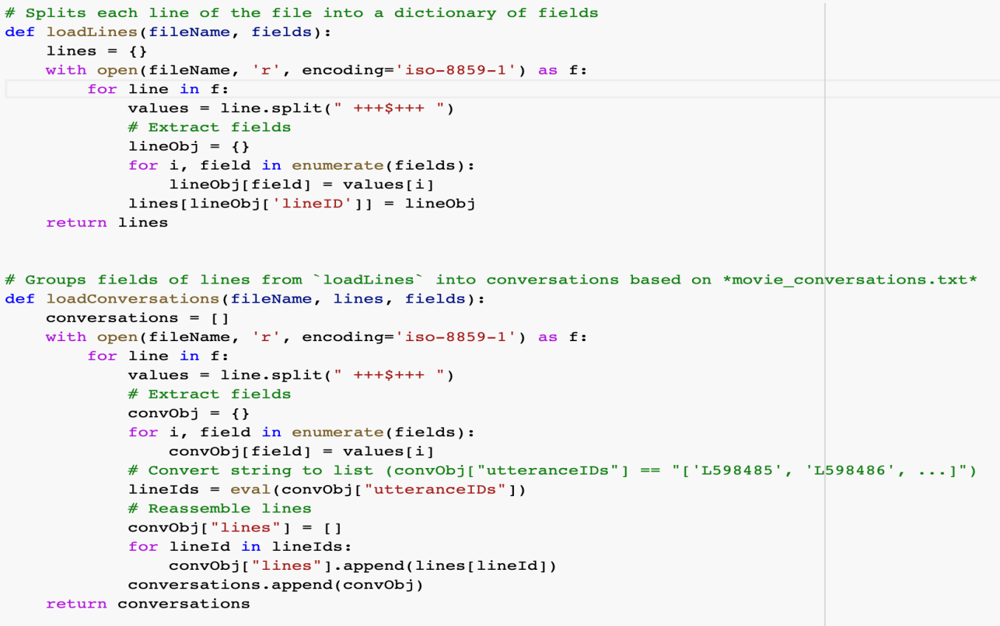 # Splits each line of the file into a dictionary of fields
def loadLines(fileName, fields):
    lines = {}
    with open(fileName, 'r', encoding='iso-8859-1') as f:
        for line in f:
            values = line.split(" +++$+++ ")
            # Extract fields
            lineObj = {}
            for i, field in enumerate(fields):
                lineObj[field] = values[i]
            lines[lineObj['lineID']] = lineObj
    return lines

# Groups fields of lines from `loadLines` into conversations based on *movie_conversations.txt*
def loadConversations(fileName, lines, fields):
    conversations = []
    with open(fileName, 'r', encoding='iso-8859-1') as f:
        for line in f:
            values = line.split(" +++$+++ ")
            # Extract fields
            convObj = {}
            for i, field in enumerate(fields):
                convObj[field] = values[i]
            # Convert string to list (convObj["utteranceIDs"] == "['L598485', 'L598486', ...]")
            lineIds = eval(convObj["utteranceIDs"])
            # Reassemble lines
            convObj["lines"] = []
            for lineId in lineIds:
                convObj["lines"].append(lines[lineId])
            conversations.append(convObj)
    return conversations